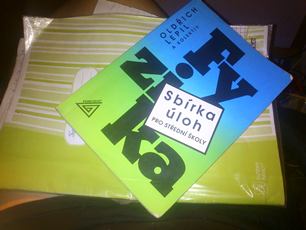 OLDŘICH
LEPIL
A KOLEKTIV
Fy
zi
ka
Sbírka
úloh
PRO STŘEDNÍ ŠKOLY